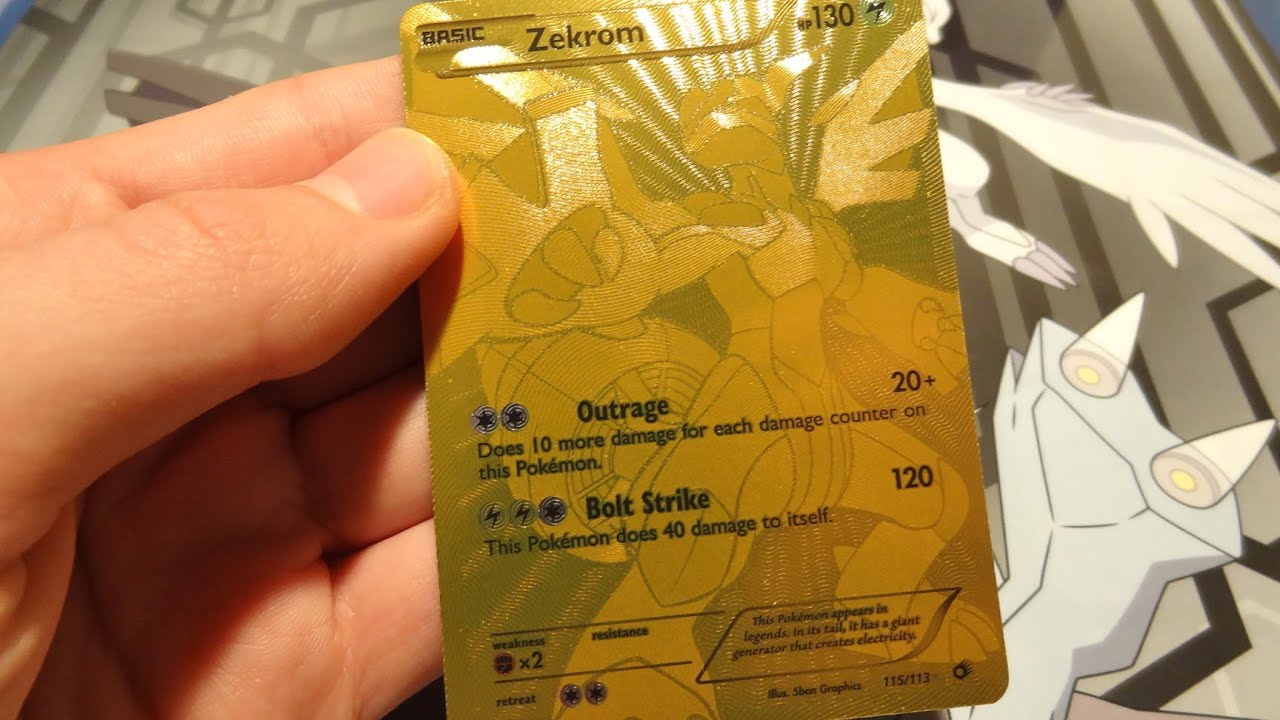 BASIC Zekrom HP130
Outrage 20+
Does 10 more damage for each damage counter on
this Pokémon.
Bolt Strike 120
This Pokémon does 40 damage to itself.
weakness resistance
×2
retreat
This Pokémon appears in
legends. In its tail, it has a giant
generator that creates electricity.
Illus. 5ban Graphics 115/113